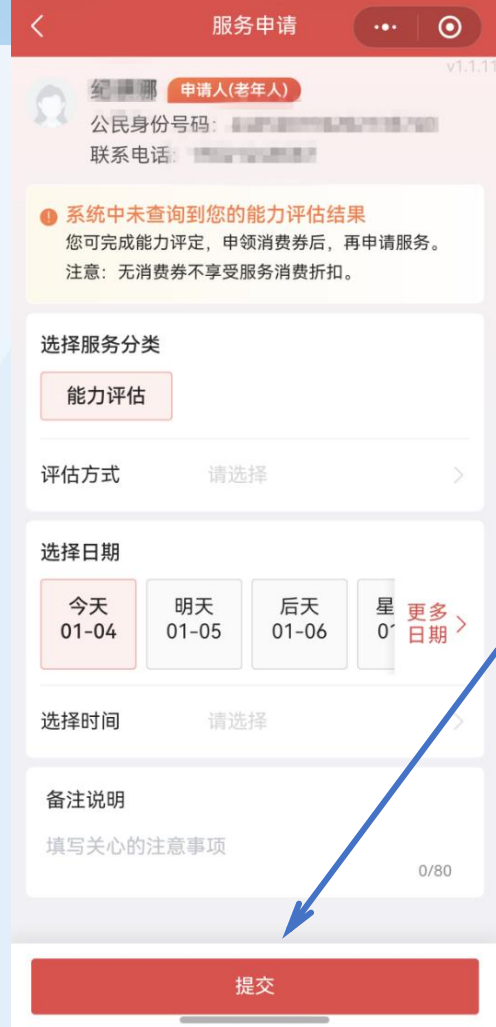 服务申请
v1.1.11
纪 娜 申请人(老年人)
公民身份号码:
联系电话:
系统中未查询到您的能力评估结果
您可完成能力评定，申领消费券后，再申请服务。
注意：无消费券不享受服务消费折扣。
选择服务分类
能力评估
评估方式 请选择
选择日期
今天 明天 后天 星 更多
01-04 01-05 01-06 日期
选择时间 请选择
备注说明
填写关心的注意事项
0/80
提交